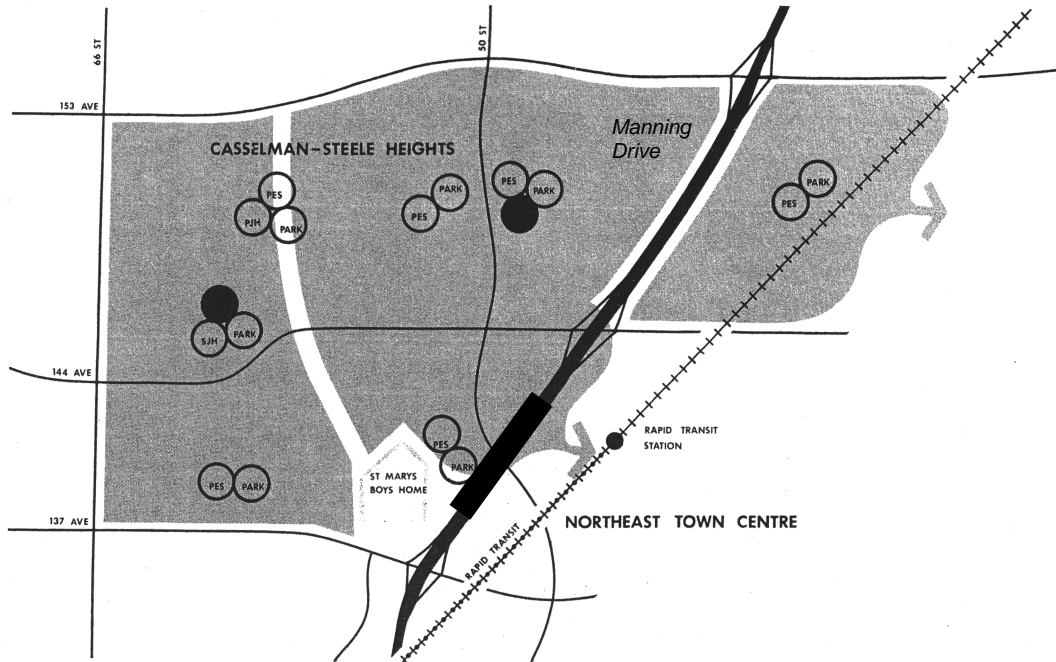 66 ST
50 ST
153 AVE
Manning
Drive
CASSELMAN-STEELE HEIGHTS
PES
PJH
PARK
PARK
PES
PES
PARK
PARK
PES
SJH
PARK
144 AVE
PES
PARK
RAPID TRANSIT
STATION
ST MARYS
BOYS HOME
PES
PARK
137 AVE
NORTHEAST TOWN CENTRE
RAPID TRANSIT